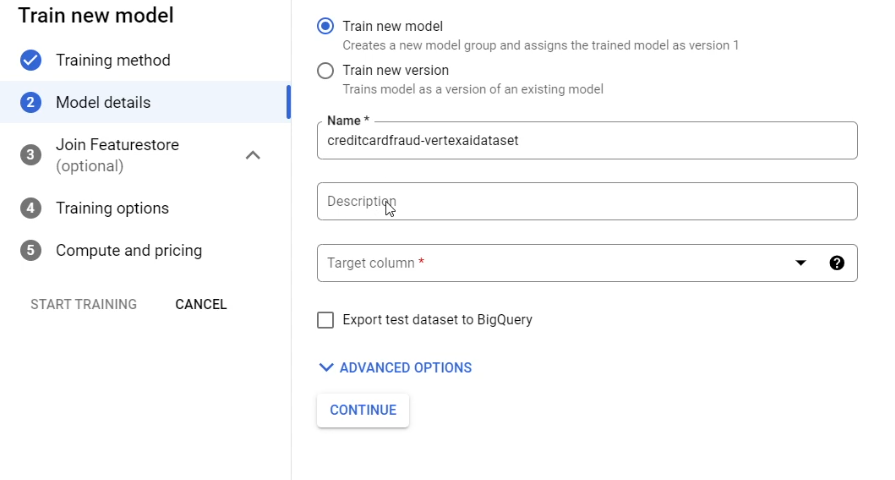 Train new model
Training method
2 Model details
3 Join Featurestore
(optional)
4 Training options
5 Compute and pricing
START TRAINING CANCEL
Train new model
Creates a new model group and assigns the trained model as version 1
Train new version
Trains model as a version of an existing model
Name *
creditcardfraud-vertexaidataset
Description
Target column *
?
Export test dataset to BigQuery
ADVANCED OPTIONS
CONTINUE